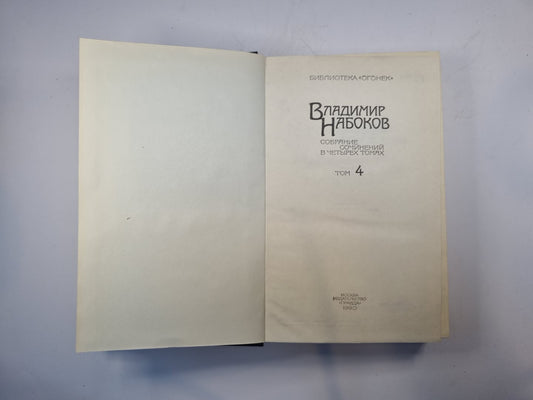 БИБЛИОТЕКА «ОГОНЕК»
ВЛАДИМИР
НАБОКОВ
СОБРАНИЕ
СОЧИНЕНИЙ
В ЧЕТЫРЕХ ТОМАХ
ТОМ 4
МОСКВА
ИЗДАТЕЛЬСТВО
«ПРАВДА»
1990